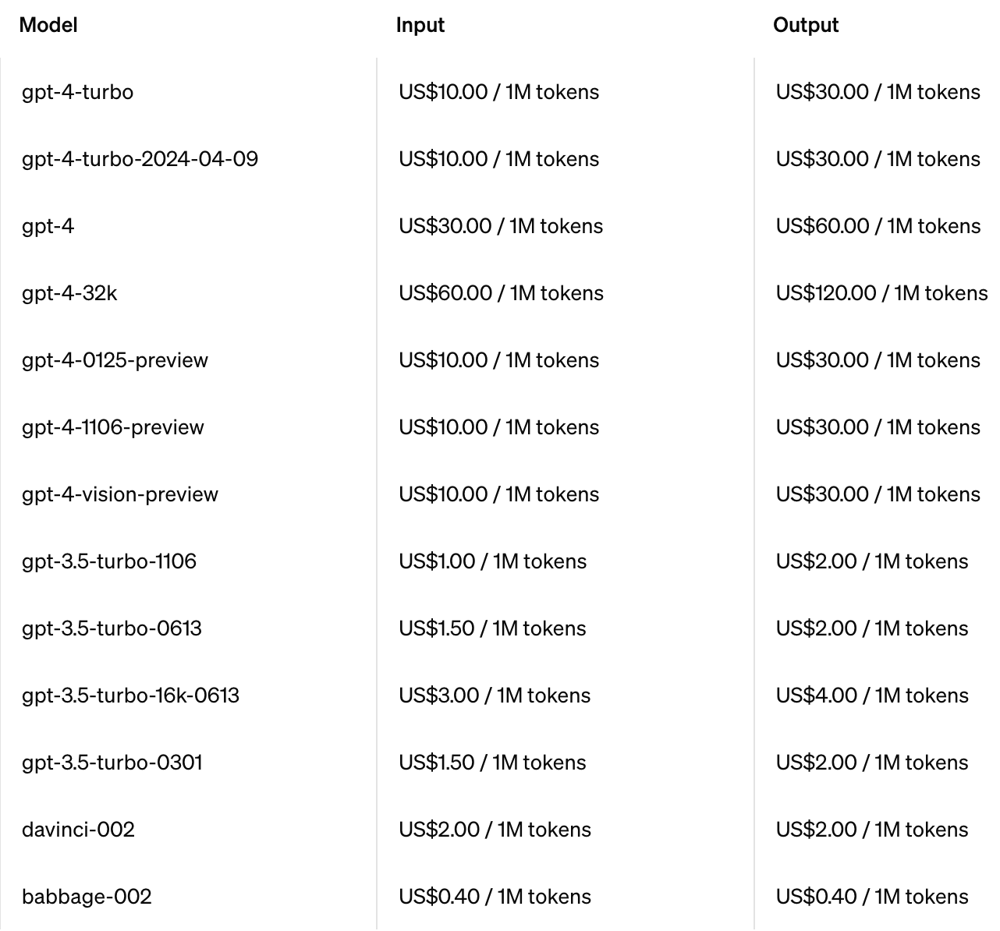 Model Input Output
gpt-4-turbo US$10.00 / 1M tokens US$30.00 / 1M tokens
gpt-4-turbo-2024-04-09 US$10.00 / 1M tokens US$30.00 / 1M tokens
gpt-4 US$30.00 / 1M tokens US$60.00 / 1M tokens
gpt-4-32k US$60.00 / 1M tokens US$120.00 / 1M tokens
gpt-4-0125-preview US$10.00 / 1M tokens US$30.00 / 1M tokens
gpt-4-1106-preview US$10.00 / 1M tokens US$30.00 / 1M tokens
gpt-4-vision-preview US$10.00 / 1M tokens US$30.00 / 1M tokens
gpt-3.5-turbo-1106 US$1.00 / 1M tokens US$2.00 / 1M tokens
gpt-3.5-turbo-0613 US$1.50 / 1M tokens US$2.00 / 1M tokens
gpt-3.5-turbo-16k-0613 US$3.00 / 1M tokens US$4.00 / 1M tokens
gpt-3.5-turbo-0301 US$1.50 / 1M tokens US$2.00 / 1M tokens
davinci-002 US$2.00 / 1M tokens US$2.00 / 1M tokens
babbage-002 US$0.40 / 1M tokens US$0.40 / 1M tokens